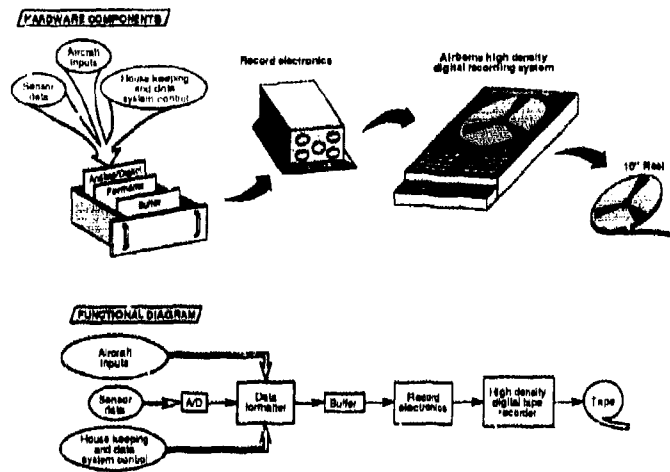 HARDWARE COMPONENTS
Aircraft
inputs
Sensor
data
House keeping
and data
system control
Record electronics
Airborne high density
digital recording system
10" Reel
Analog/Digital
Formatter
Buffer
FUNCTIONAL DIAGRAM
Aircraft
inputs
Sensor
data
A/D
Data
formatter
Buffer
Record
electronics
High density
digital tape
recorder
Tape
House keeping
and data
system control